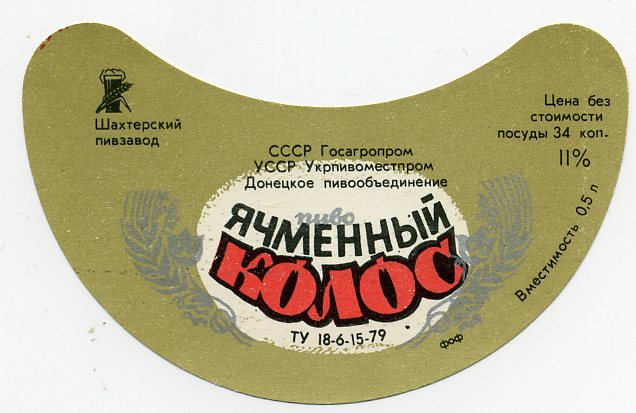 Шахтерский
пивзавод
СССР Госагропром
УССР Укрпивоместпром
Донецкое пивообъединение
пиво
ЯЧМЕННЫЙ
КОЛОС
ТУ 18-6-15-79
Цена без
стоимости
посуды 34 коп.
11%
Вместимость 0,5 л
фоф